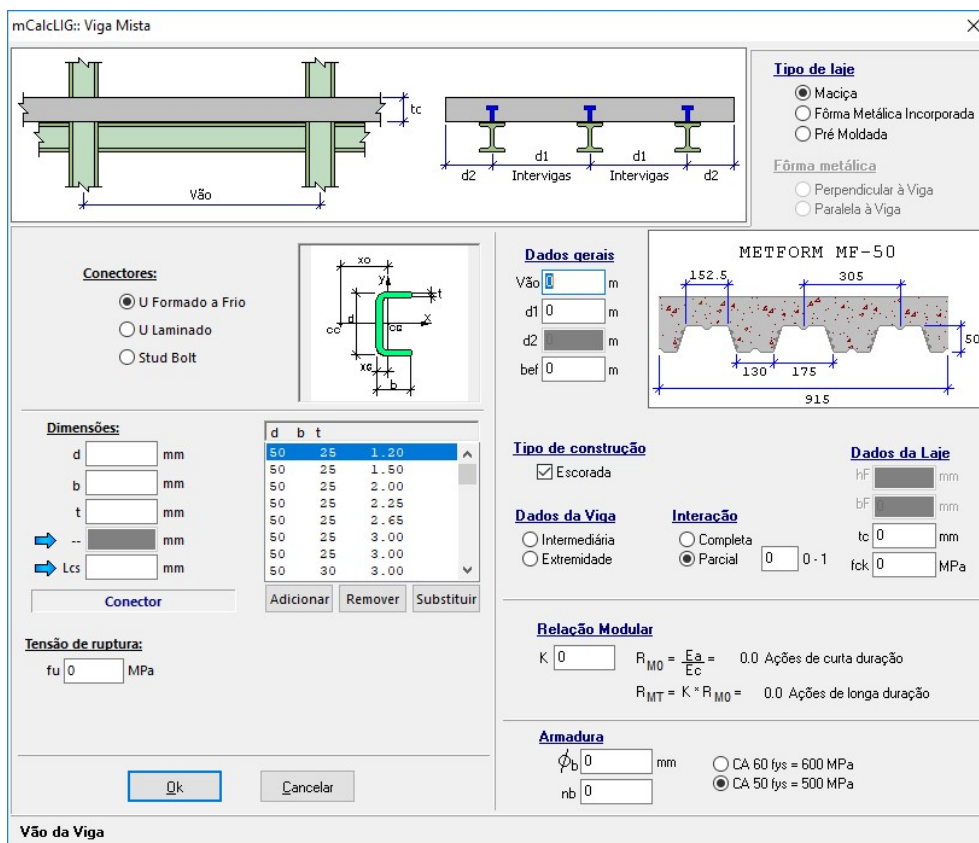 mCalcLIG:: Viga Mista
tc
Vão
d2
d1
Intervigas
d1
Intervigas
d2
Tipo de laje
Maciça
Fôrma Metálica Incorporada
Pré Moldada
Fôrma metálica
Perpendicular à Viga
Paralela à Viga
Conectores:
U Formado a Frio
U Laminado
Stud Bolt
xo
y
t
d
cc
cG
x
xG
b
Dados gerais
Vão 0 m
d1 0 m
d2 0 m
bef 0 m
METFORM MF-50
152.5
305
50
130
175
915
Dimensões:
d mm
b mm
t mm
-- mm
Lcs mm
Conector
d b t
50 25 1.20
50 25 1.50
50 25 2.00
50 25 2.25
50 25 2.65
50 25 3.00
50 25 3.00
50 30 3.00
Adicionar Remover Substituir
Tensão de ruptura:
fu 0 MPa
Tipo de construção
Escorada
Dados da Viga
Intermediária
Extremidade
Interação
Completa
Parcial 0 0 - 1
Dados da Laje
hF mm
bF 0 mm
tc 0 mm
fck 0 MPa
Relação Modular
K 0 RM0 = Ea/Ec = 0.0 Ações de curta duração
RMT = K * RM0 = 0.0 Ações de longa duração
Armadura
ϕb 0 mm
nb 0
CA 60 fys = 600 MPa
CA 50 fys = 500 MPa
Ok
Cancelar
Vão da Viga